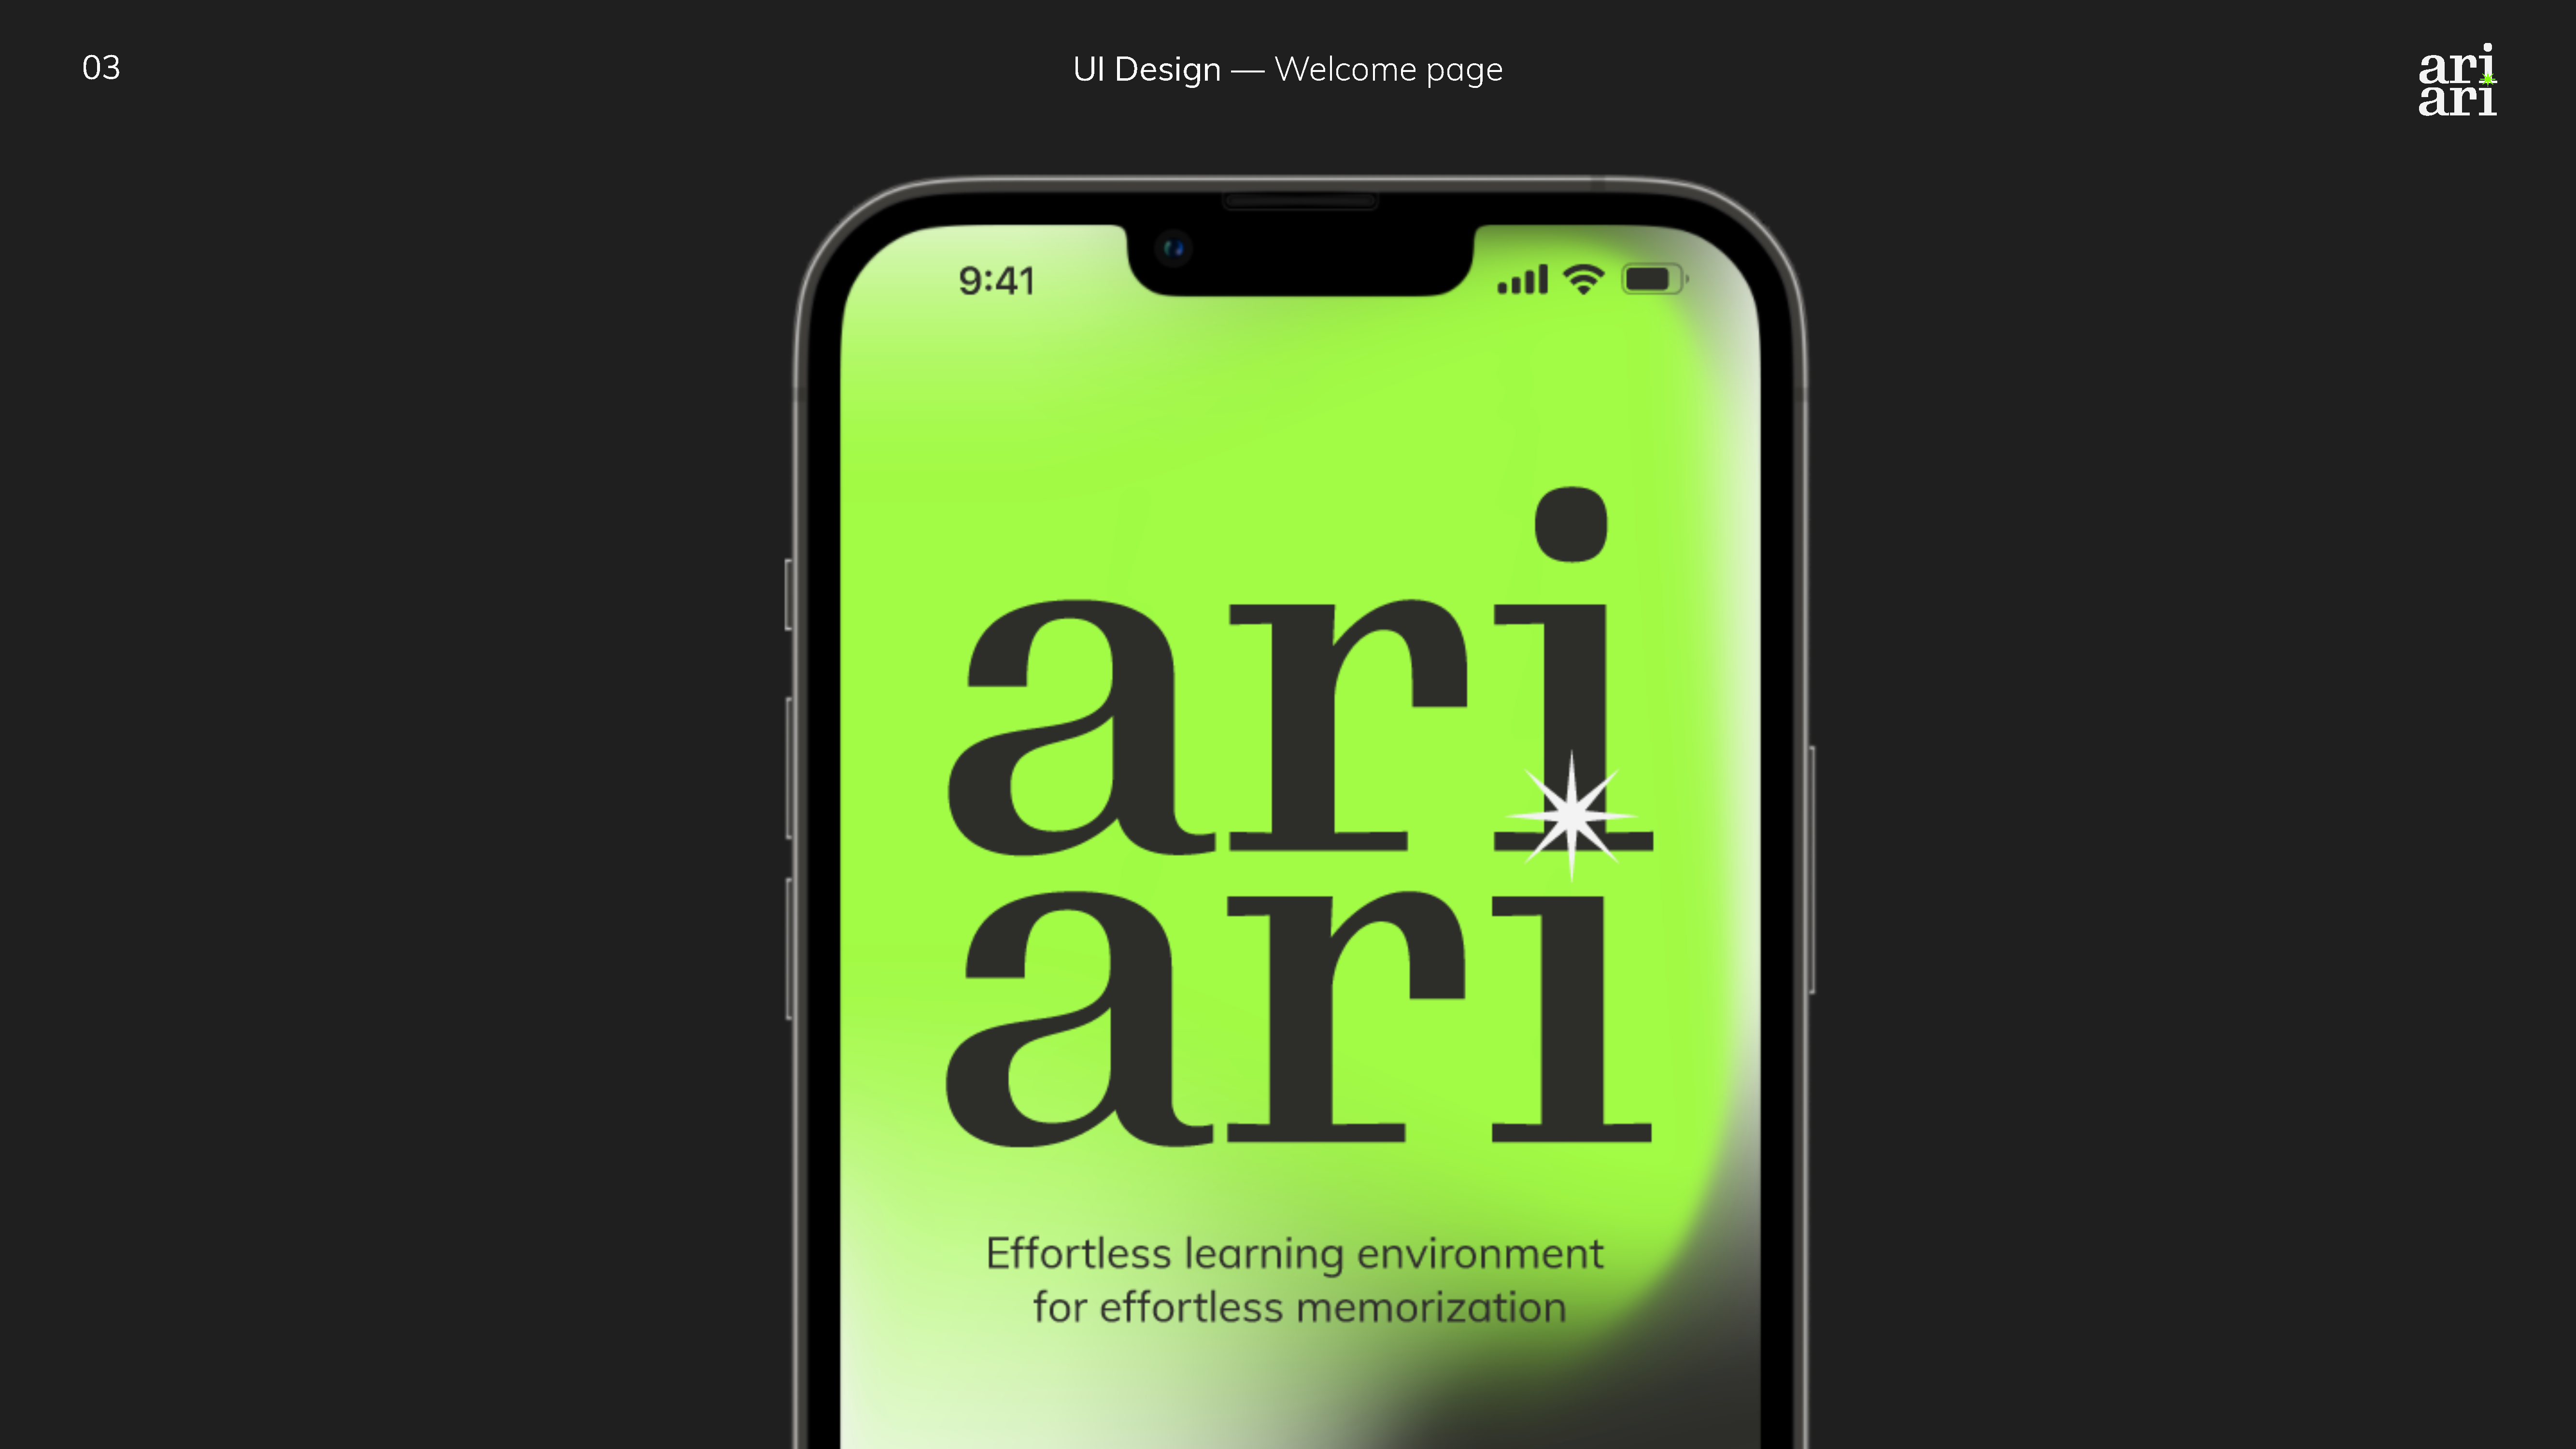 03
UI Design — Welcome page
ari
ari
9:41
ari
ari
Effortless learning environment
for effortless memorization